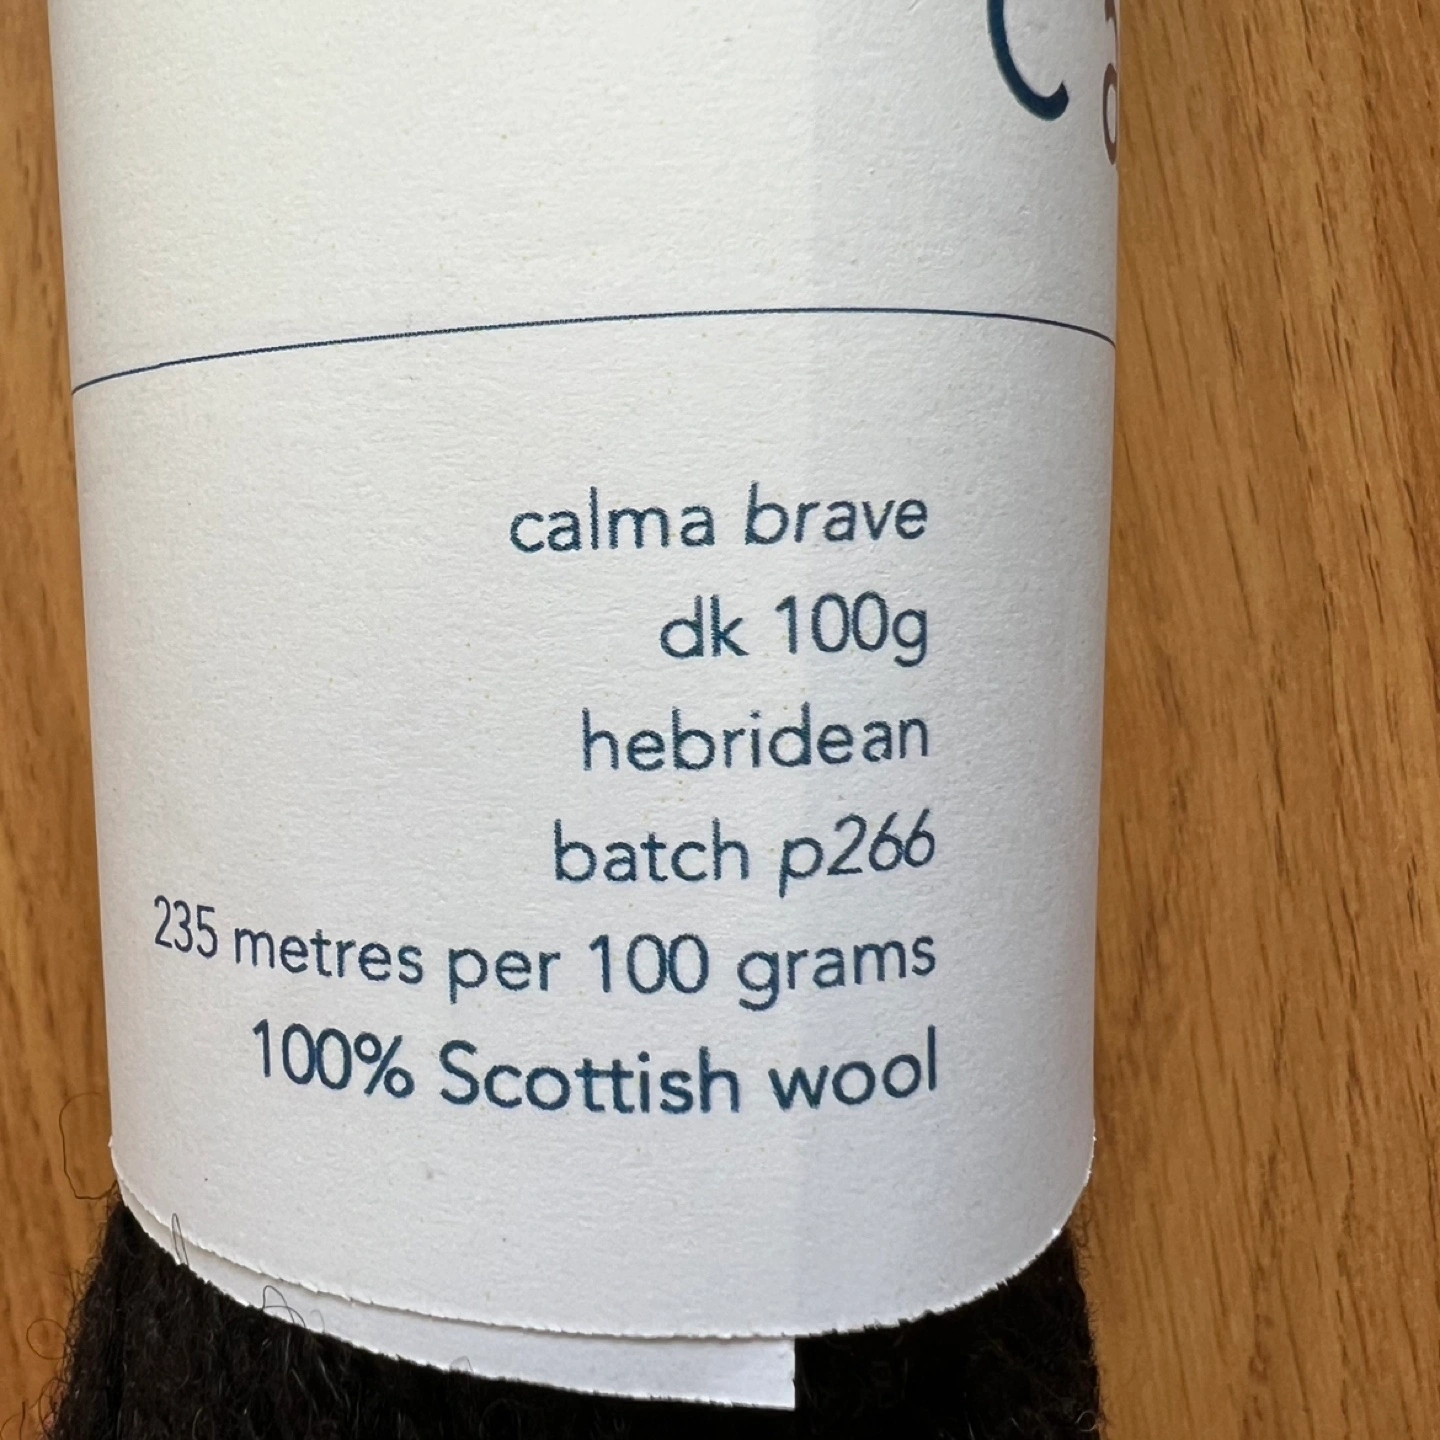 calma brave
dk 100g
hebridean
batch p266
235 metres per 100 grams
100% Scottish wool